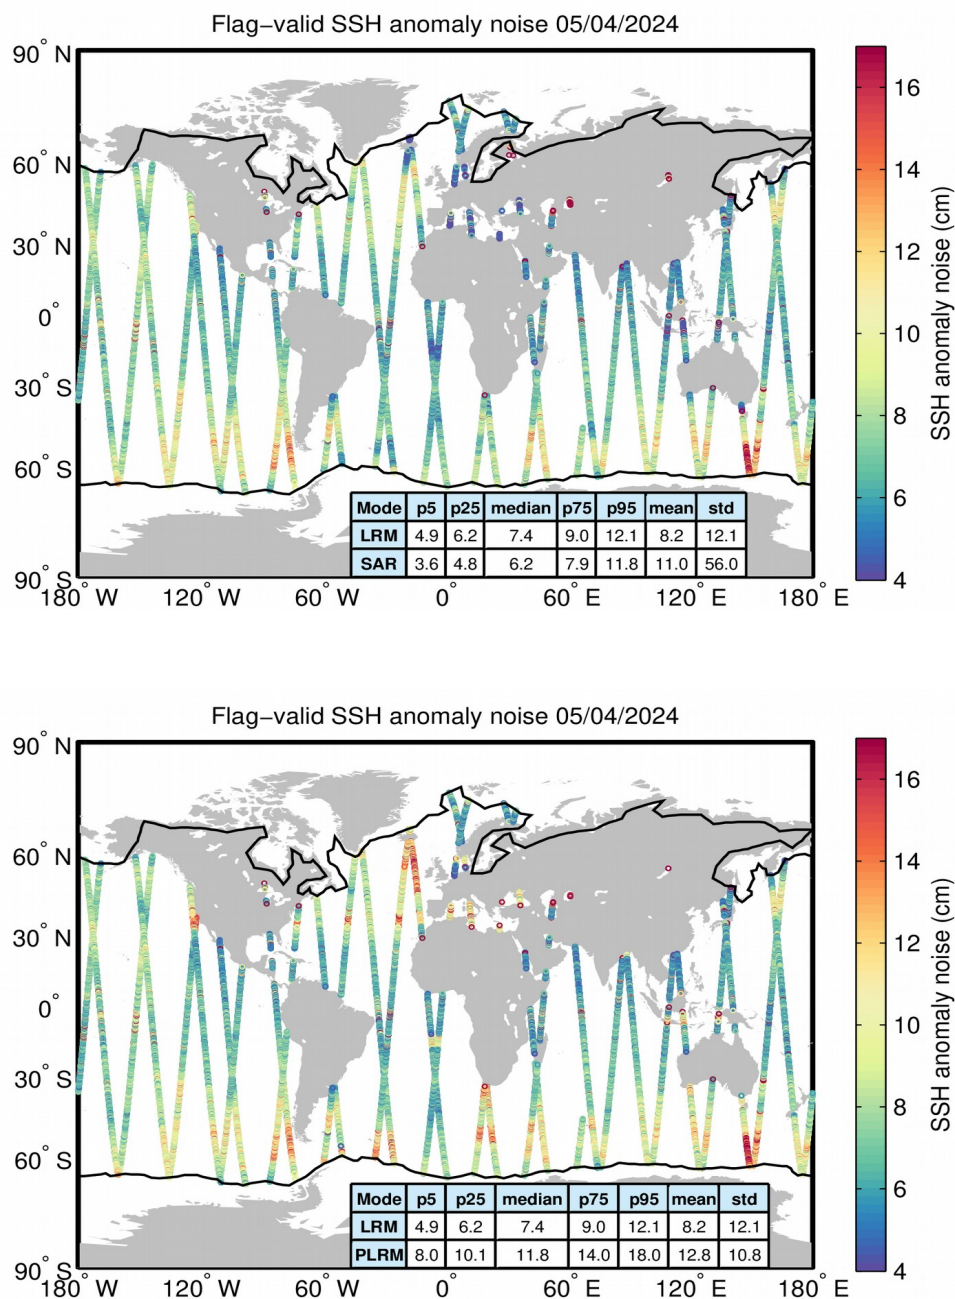 Flag−valid SSH anomaly noise 05/04/2024
90° N
60° N
30° N
0°
30° S
60° S
90° S
180° W 120° W 60° W 0° 60° E 120° E 180° E
Mode p5 p25 median p75 p95 mean std
LRM 4.9 6.2 7.4 9.0 12.1 8.2 12.1
SAR 3.6 4.8 6.2 7.9 11.8 11.0 56.0
16
14
12
10
8
6
4
SSH anomaly noise (cm)
Flag−valid SSH anomaly noise 05/04/2024
90° N
60° N
30° N
0°
30° S
60° S
90° S
180° W 120° W 60° W 0° 60° E 120° E 180° E
Mode p5 p25 median p75 p95 mean std
LRM 4.9 6.2 7.4 9.0 12.1 8.2 12.1
PLRM 8.0 10.1 11.8 14.0 18.0 12.8 10.8
16
14
12
10
8
6
4
SSH anomaly noise (cm)